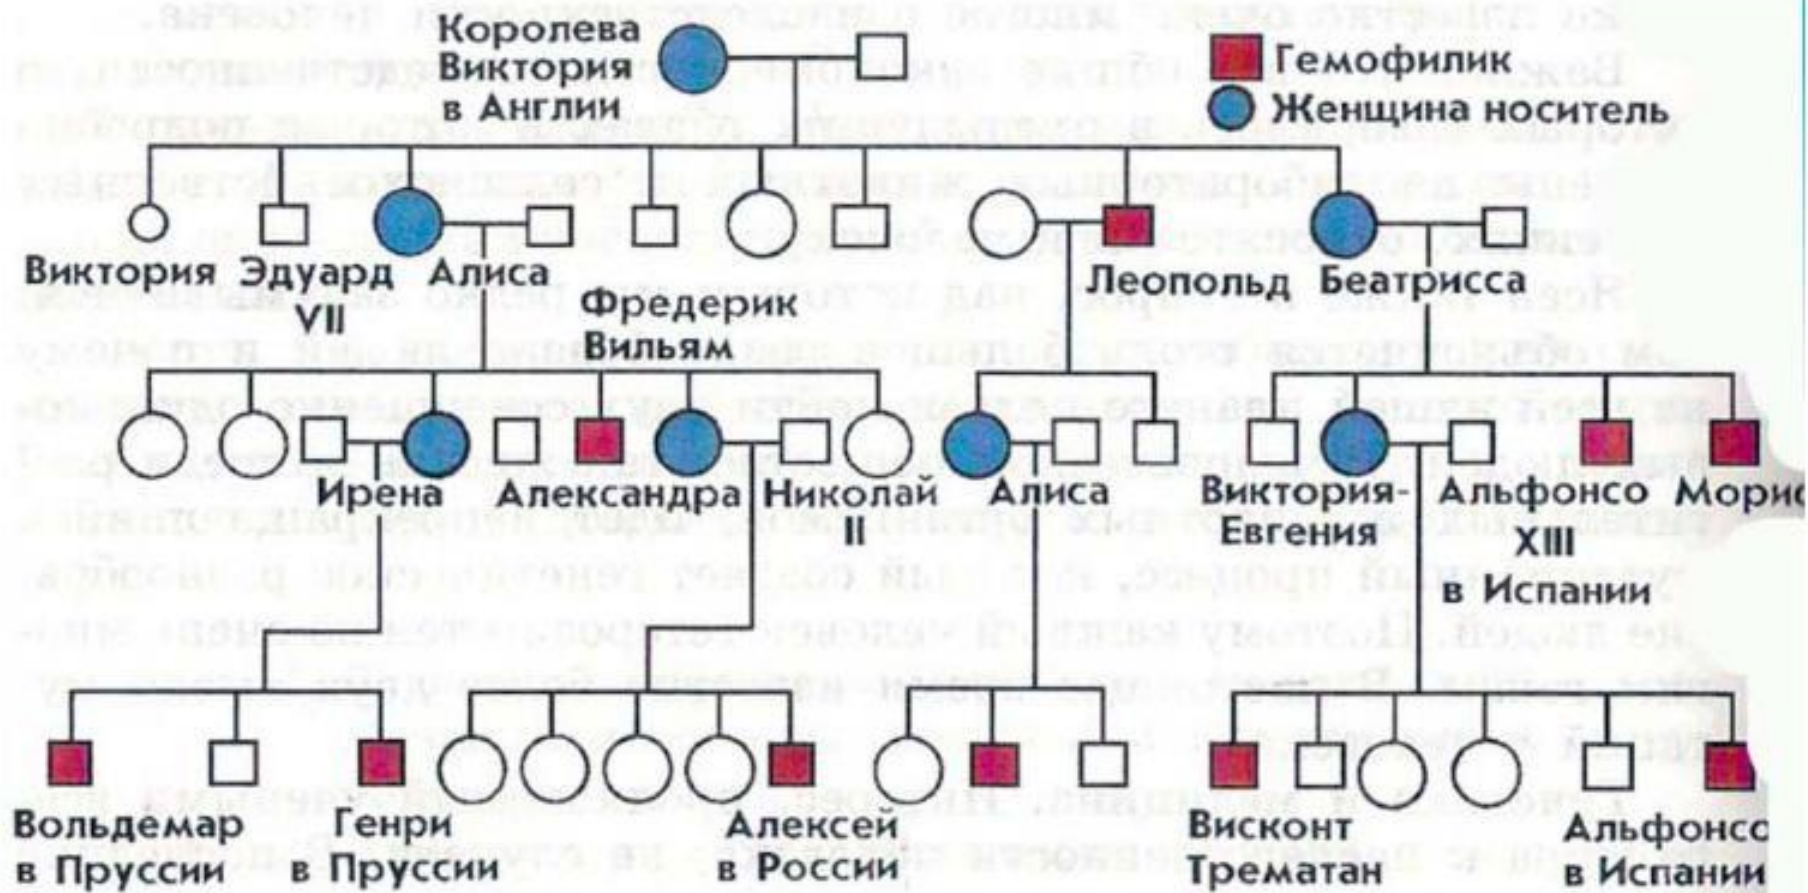 Королева
Виктория
в Англии
Гемофилик
Женщина носитель
Виктория Эдуард Алиса
VII
Фредерик
Вильям
Леопольд Беатрисса
Ирена Александра Николай
II
Алиса
Виктория-
Евгения
Альфонсо
XIII
в Испании
Морис
Вольдемар
в Пруссии
Генри
в Пруссии
Алексей
в России
Висконт
Трематан
Альфонсо
в Испании